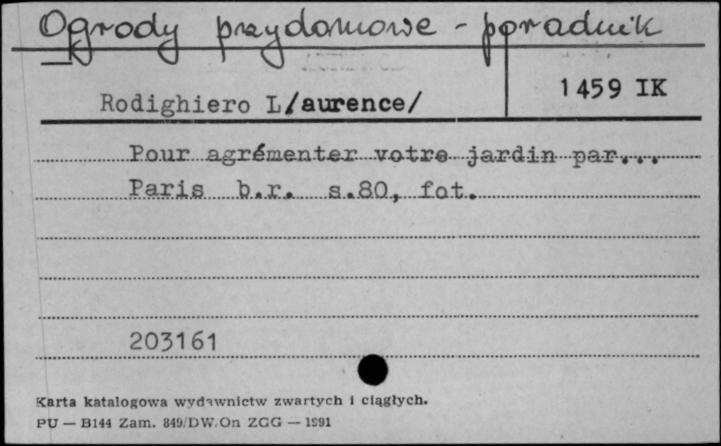 Ogrody przydomowe - poradnik
1459 IK
Rodighiero L/aurence/
Pour agrémenter votre jardin par...
Paris b.r. s.80, fot.
203161
Karta katalogowa wydawnictw zwartych i ciągłych.
PU — B144 Zam. 849/DW.On ZGG — 1991